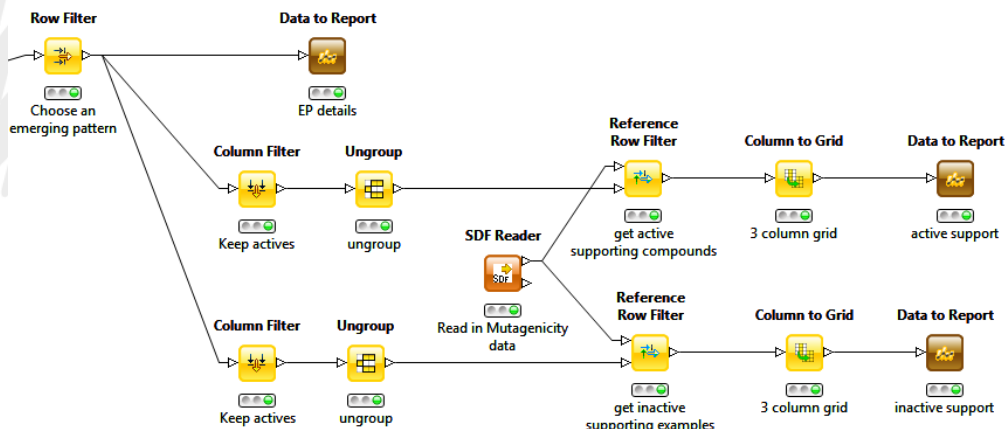 Row Filter
Choose an
emerging pattern
Data to Report
EP details
Column Filter
Keep actives
Ungroup
ungroup
SDF Reader
SDF
Read in Mutagenicity
data
Reference
Row Filter
get active
supporting compounds
Column to Grid
3 column grid
Data to Report
active support
Column Filter
Keep actives
Ungroup
ungroup
Reference
Row Filter
get inactive
supporting examples
Column to Grid
3 column grid
Data to Report
inactive support